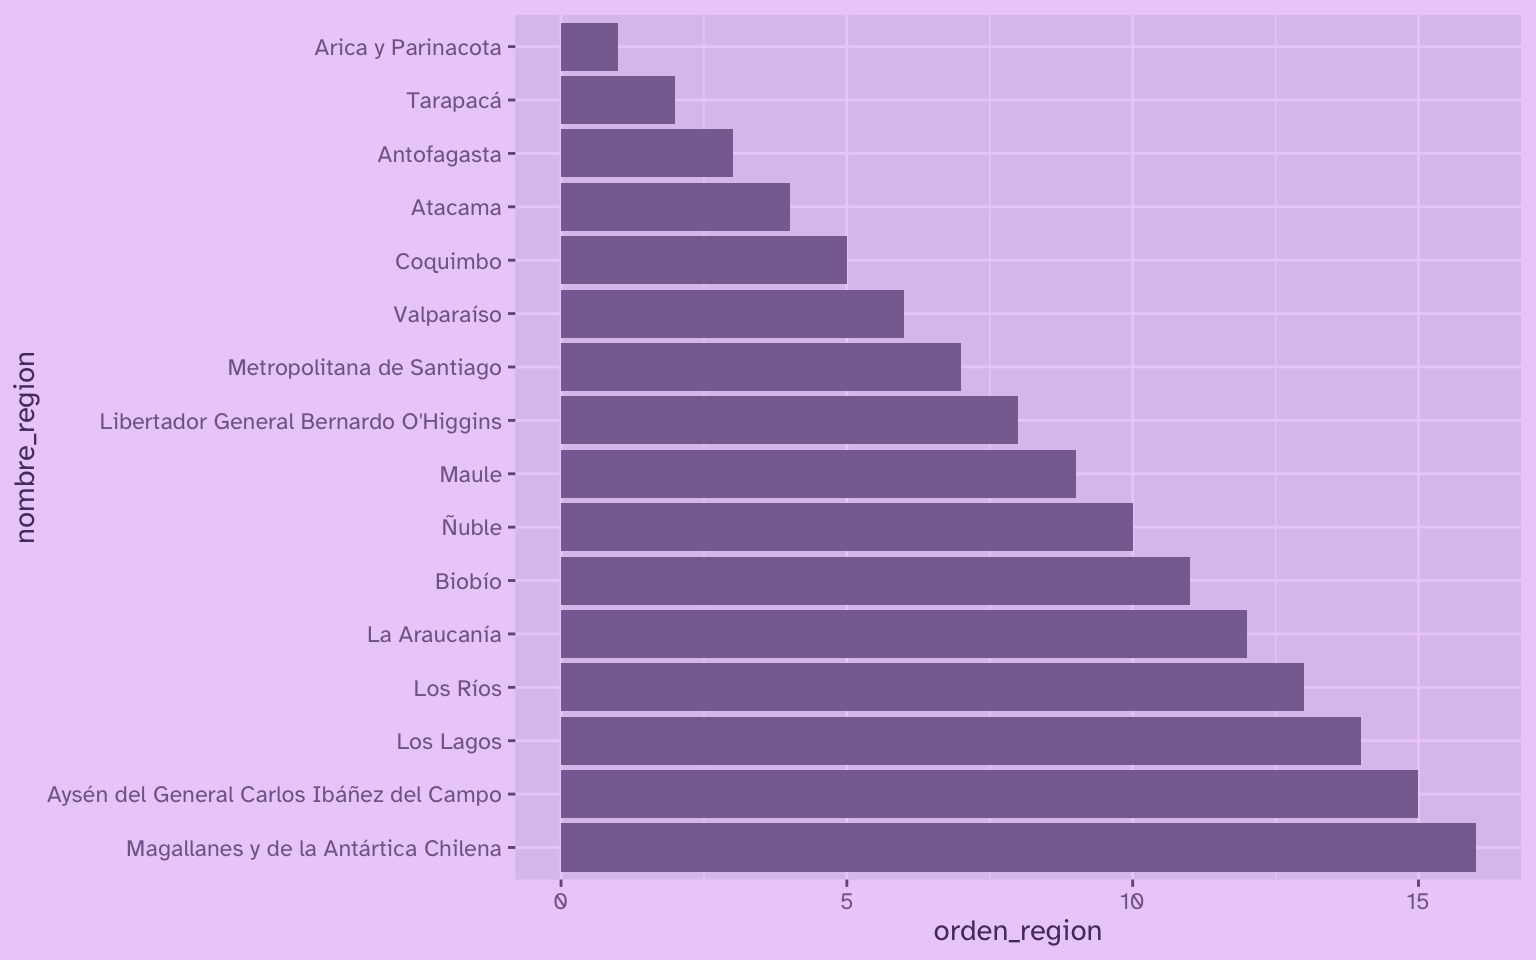 Arica y Parinacota
Tarapacá
Antofagasta
Atacama
Coquimbo
Valparaíso
Metropolitana de Santiago
Libertador General Bernardo O'Higgins
Maule
Ñuble
Biobío
La Araucanía
Los Ríos
Los Lagos
Aysén del General Carlos Ibáñez del Campo
Magallanes y de la Antártica Chilena
nombre_region
0 5 10 15
orden_region